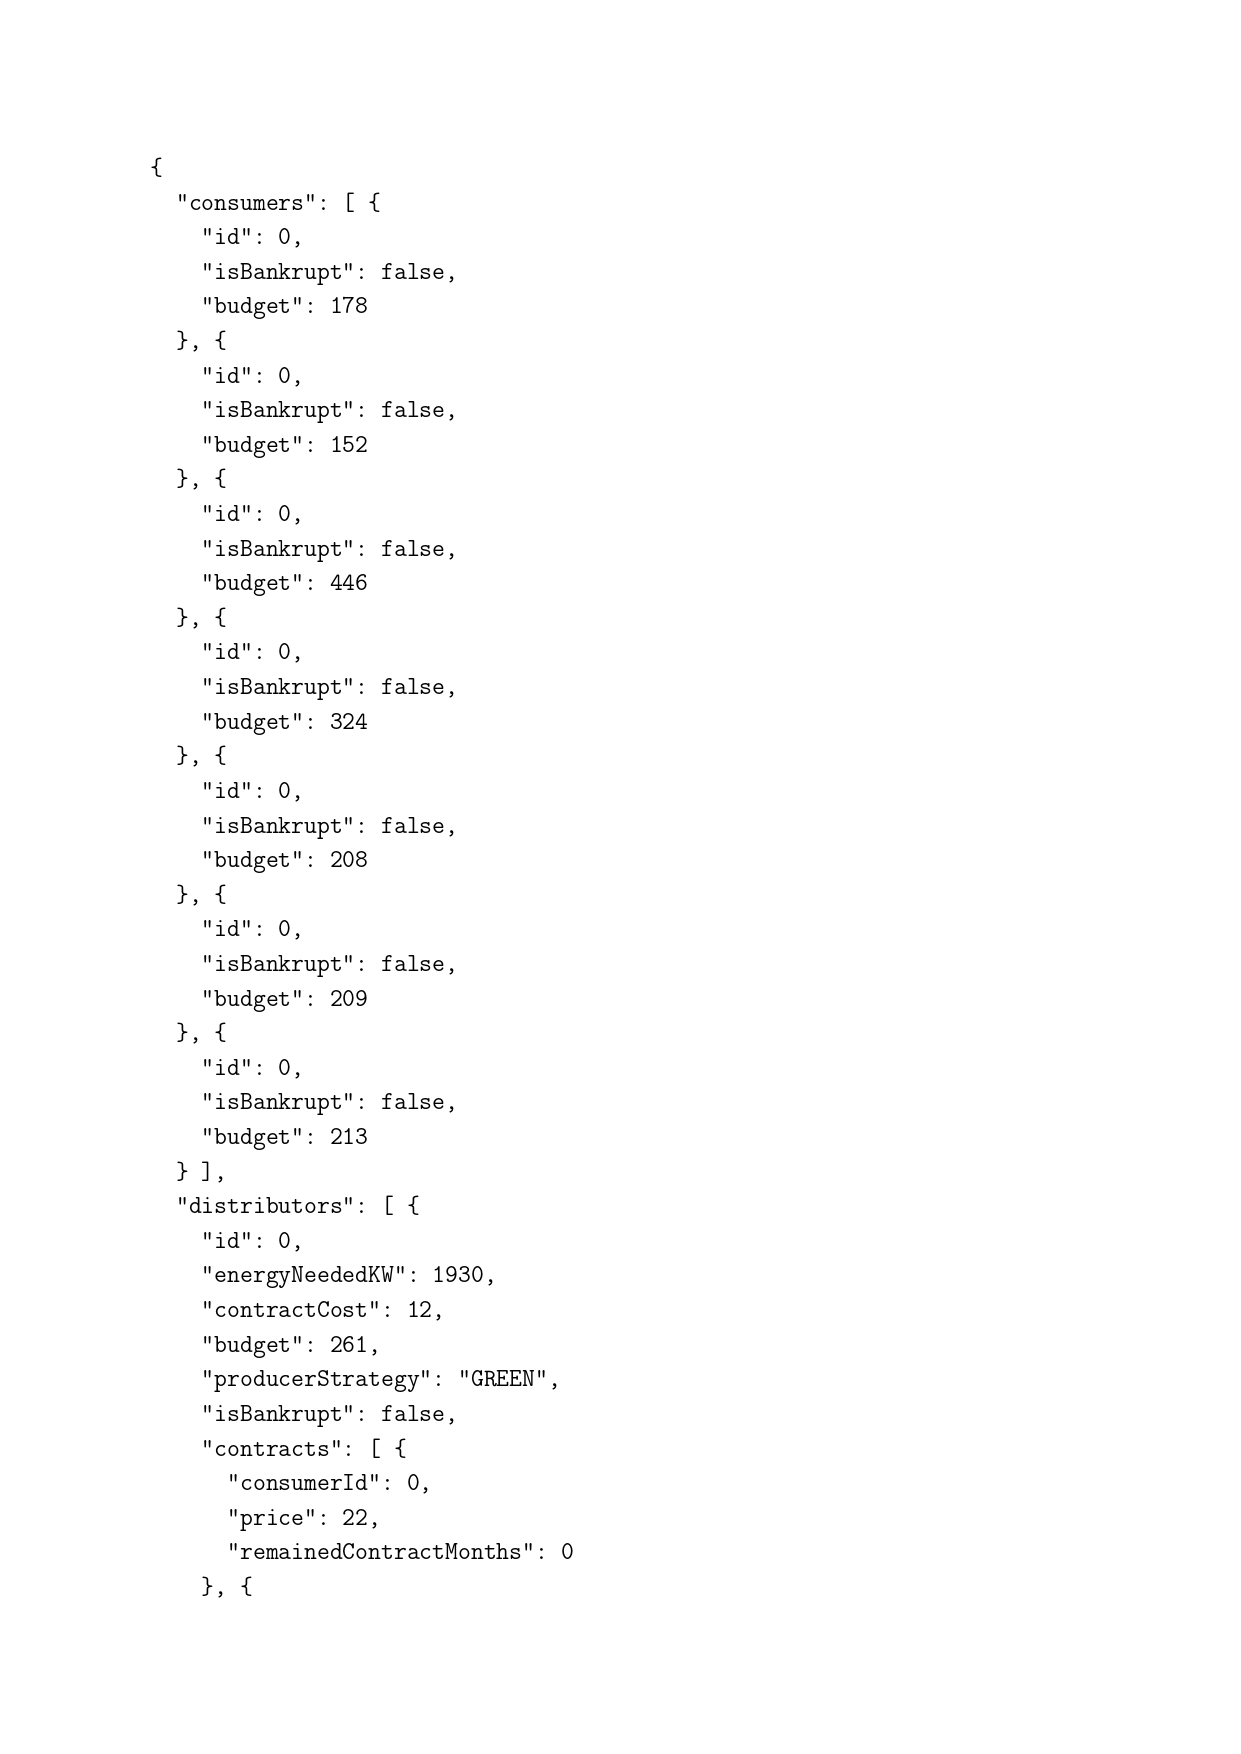 {
  "consumers": [ {
    "id": 0,
    "isBankrupt": false,
    "budget": 178
  }, {
    "id": 0,
    "isBankrupt": false,
    "budget": 152
  }, {
    "id": 0,
    "isBankrupt": false,
    "budget": 446
  }, {
    "id": 0,
    "isBankrupt": false,
    "budget": 324
  }, {
    "id": 0,
    "isBankrupt": false,
    "budget": 208
  }, {
    "id": 0,
    "isBankrupt": false,
    "budget": 209
  }, {
    "id": 0,
    "isBankrupt": false,
    "budget": 213
  } ],
  "distributors": [ {
    "id": 0,
    "energyNeededKW": 1930,
    "contractCost": 12,
    "budget": 261,
    "producerStrategy": "GREEN",
    "isBankrupt": false,
    "contracts": [ {
      "consumerId": 0,
      "price": 22,
      "remainedContractMonths": 0
    }, {